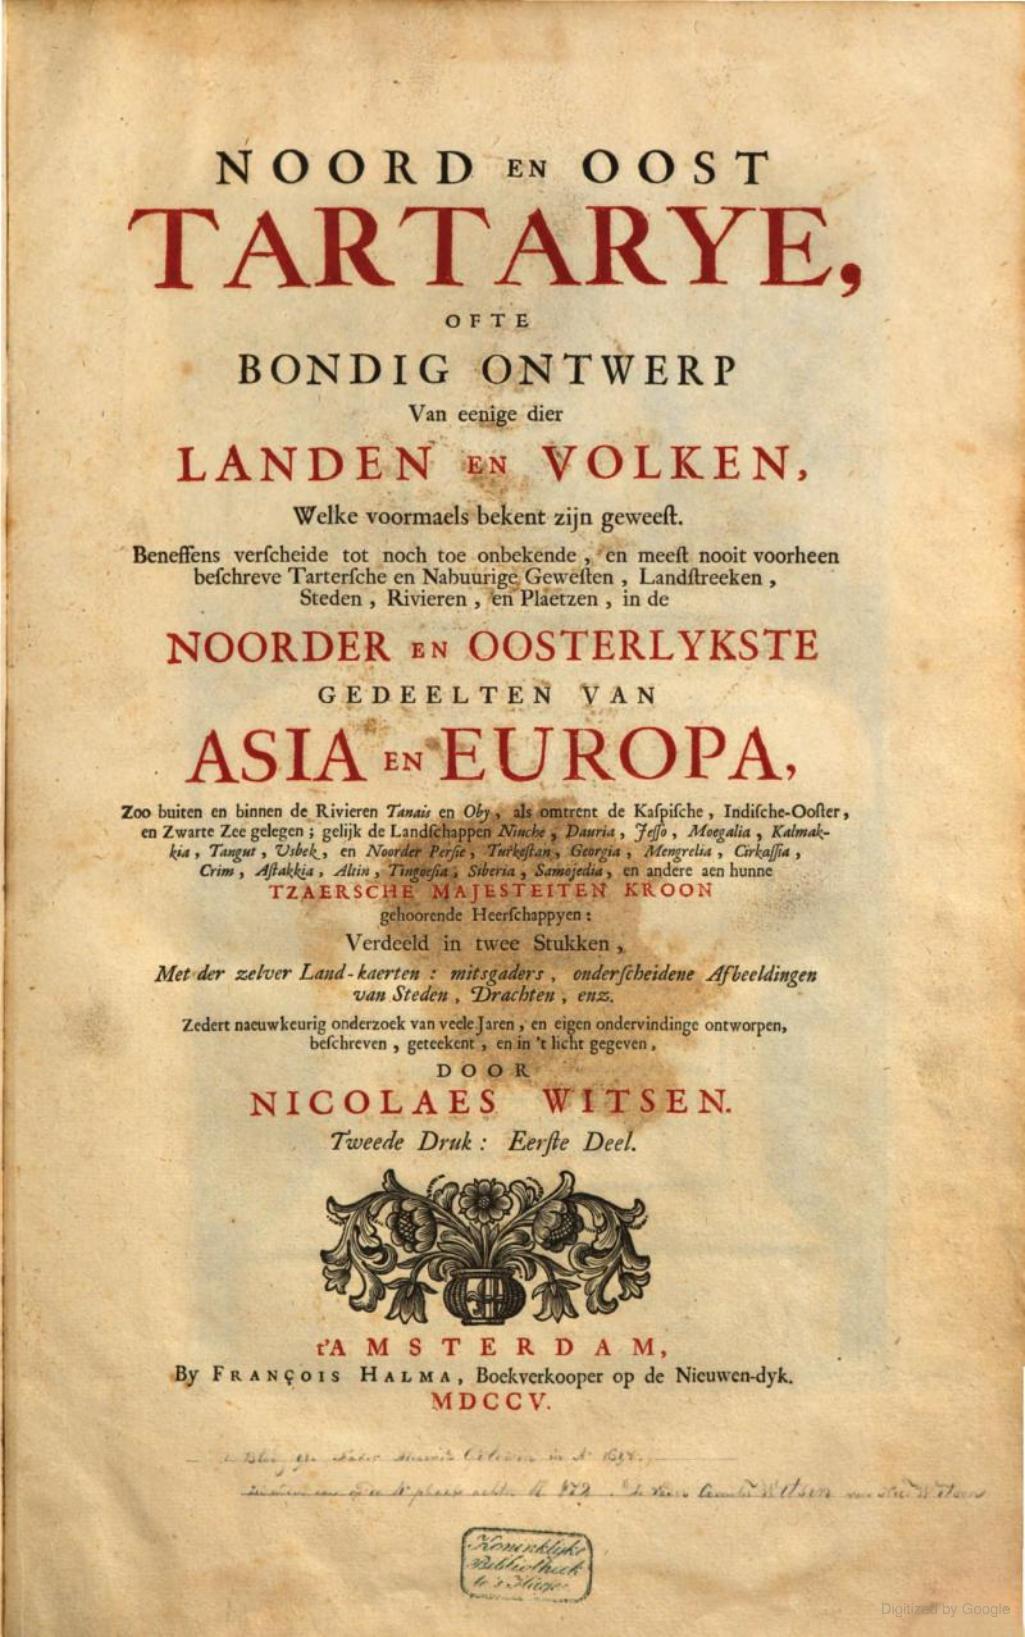 NOORD EN OOST
TARTARYE,
OFTE
BONDIG ONTWERP
Van eenige dier
LANDEN EN VOLKEN,
Welke voormaels bekent zijn geweeſt.
Beneffens verſcheide tot noch toe onbekende, en meeſt nooit voorheen
beſchreve Tarterſche en Nabuurige Geweſten, Landſtreeken,
Steden, Rivieren, en Plaetzen, in de
NOORDER EN OOSTERLYKSTE
GEDEELTEN VAN
ASIA EN EUROPA,
Zoo buiten en binnen de Rivieren Tanais en Oby, als omtrent de Kaſpiſche, Indiſche-Ooſter,
en Zwarte Zee gelegen; gelijk de Landſchappen Niuche, Dauria, Jeſſo, Moegalia, Kalmak-
kia, Tangut, Usbek, en Noorder Perſie, Turkeſtan, Georgia, Mengrelia, Cirkaſſia,
Crim, Aſtakkia, Altin, Tingoeſia, Siberia, Samojedia, en andere aen hunne
TZAERSCHE MAJESTEITEN KROON
gehoorende Heerſchappyen:
Verdeeld in twee Stukken,
Met der zelver Land-kaerten: mitsgaders, onderſcheidene Afbeeldingen
van Steden, Drachten, enz.
Zedert naeuwkeurig onderzoek van veele Jaren, en eigen ondervindinge ontworpen,
beſchreven, geteekent, en in 't licht gegeven,
DOOR
NICOLAES WITSEN.
Tweede Druk: Eerſte Deel.
t'AMSTERDAM,
By FRANÇOIS HALMA, Boekverkooper op de Nieuwen-dyk.
MDCCV.
Witsen
Koninklijke
Bibliotheek
te 's Hage
Digitized by Google